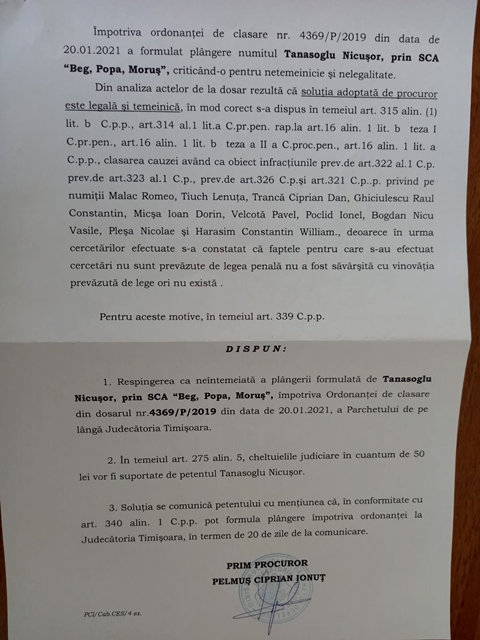 Împotriva ordonanței de clasare nr. 4369/P/2019 din data de
20.01.2021 a formulat plângere numitul Tanasoglu Nicușor, prin SCA
“Beg, Popa, Moruș”, criticând-o pentru netemeinicie și nelegalitate.
Din analiza actelor de la dosar rezultă că soluția adoptată de procuror
este legală și temeinică, în mod corect s-a dispus în temeiul art. 315 alin. (1)
lit. b C.p.p., art.314 al.1 lit.a C.pr.pen. rap.la art.16 alin. 1 lit. b teza I
C.pr.pen., art.16 alin. 1 lit. b teza a II a C.proc.pen., art.16 alin. 1 lit. a
C.p.p., clasarea cauzei având ca obiect infracțiunile prev.de art.322 al.1 C.p.
prev.de art.323 al.1 C.p., prev.de art.326 C.p.și art.321 C.p..p. privind pe
numiții Malac Romeo, Tiuch Lenuța, Trancă Ciprian Dan, Ghiciulescu Raul
Constantin, Micșa Ioan Dorin, Velcotă Pavel, Poclid Ionel, Bogdan Nicu
Vasile, Pleșa Nicolae și Harasim Constantin William., deoarece în urma
cercetărilor efectuate s-a constatat că faptele pentru care s-au efectuat
cercetări nu sunt prevăzute de legea penală nu a fost săvârșită cu vinovăția
prevăzută de lege ori nu există .
Pentru aceste motive, în temeiul art. 339 C.p.p.
DISPUN:
1. Respingerea ca neîntemeiată a plângerii formulată de Tanasoglu
Nicușor, prin SCA “Beg, Popa, Moruș”, împotriva Ordonanței de clasare
din dosarul nr.4369/P/2019 din data de 20.01.2021, a Parchetului de pe
lângă Judecătoria Timișoara.
2. În temeiul art. 275 alin. 5, cheltuielile judiciare în cuantum de 50
lei vor fi suportate de petentul Tanasoglu Nicușor.
3. Soluția se comunică petentului cu mențiunea că, în conformitate cu
art. 340 alin. 1 C.p.p. pot formula plângere împotriva ordonanței la
Judecătoria Timișoara, în termen de 20 de zile de la comunicare.
PRIM PROCUROR
PELMUȘ CIPRIAN IONUȚ
PCI/Cab.CES/4 ex.